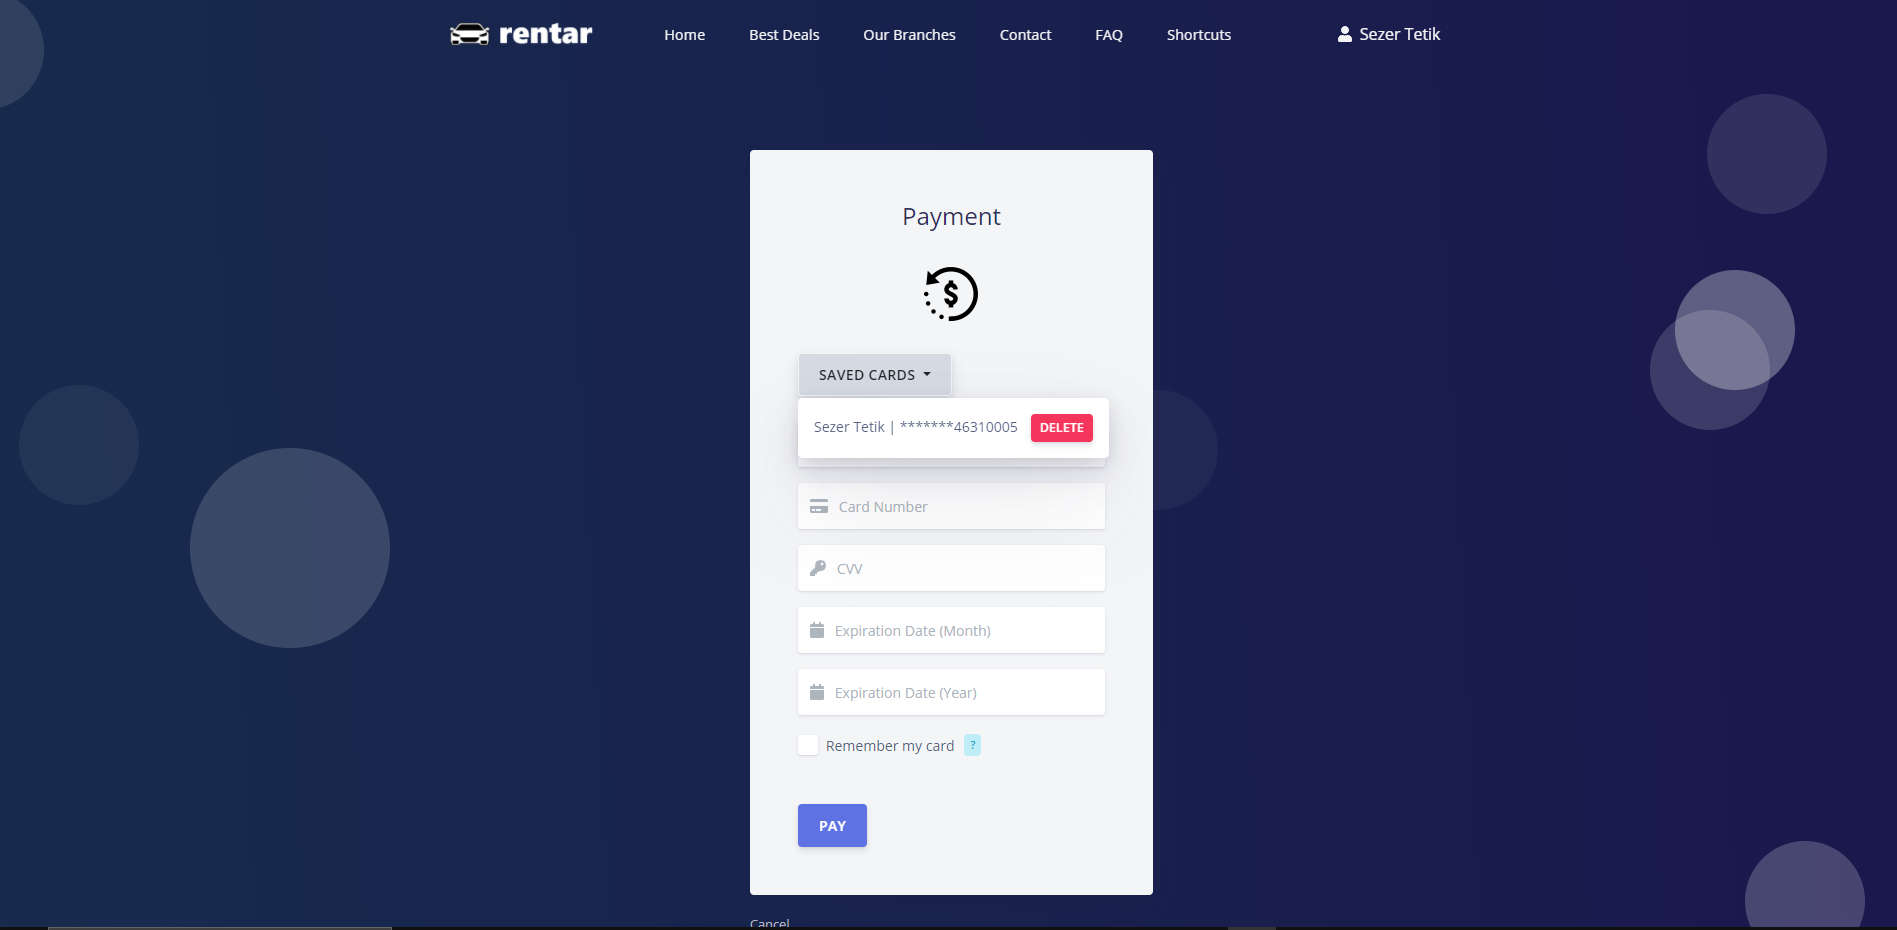 rentar
Home Best Deals Our Branches Contact FAQ Shortcuts
Sezer Tetik
Payment
$
SAVED CARDS
Sezer Tetik | *******46310005 DELETE
Card Number
CVV
Expiration Date (Month)
Expiration Date (Year)
Remember my card ?
PAY
Cancel